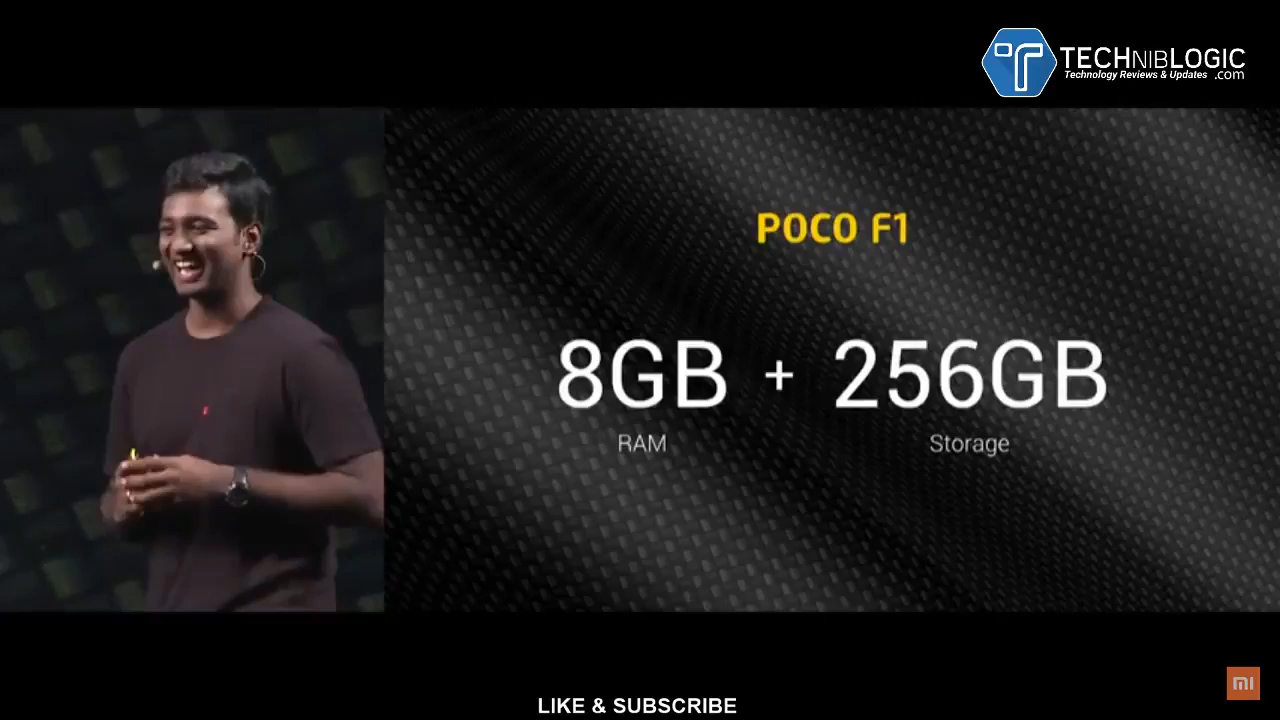 TECHNIBLOGIC
Technology Reviews & Updates .com
POCO F1
8GB + 256GB
RAM Storage
MI
LIKE & SUBSCRIBE